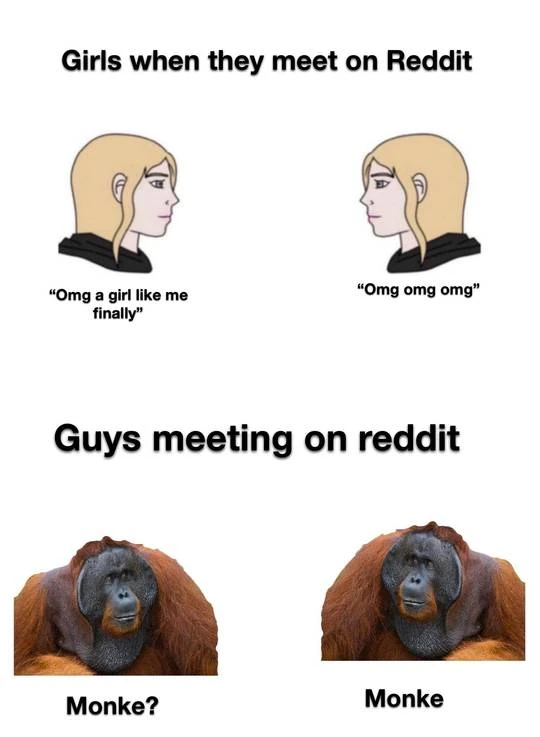 Girls when they meet on Reddit
“Omg a girl like me
finally”
“Omg omg omg”
Guys meeting on reddit
Monke?
Monke